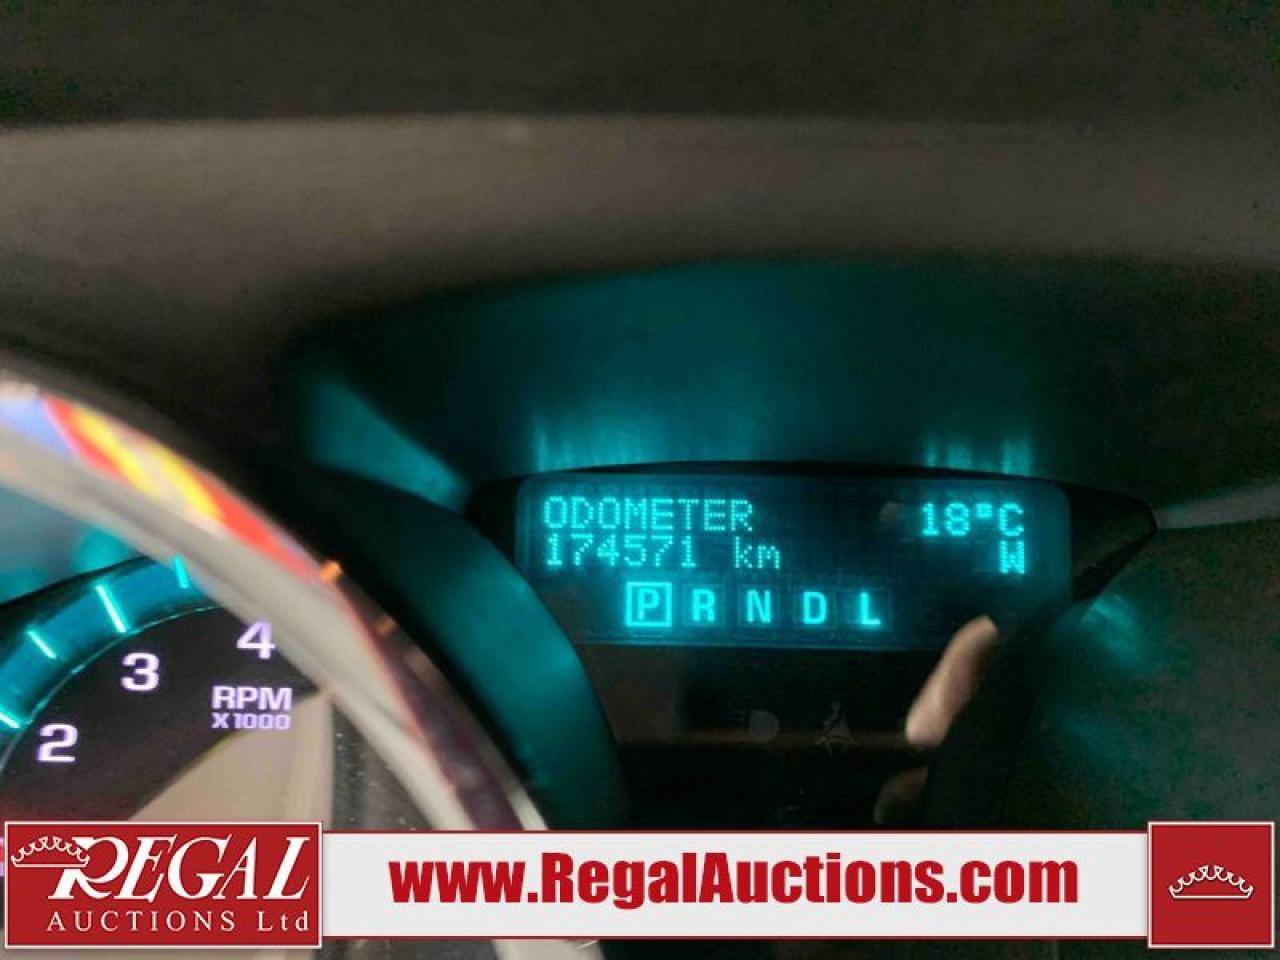 ODOMETER 18°C
174571 km W
P R N D L
4
3
2
RPM
X1000
REGAL
AUCTIONS Ltd
www.RegalAuctions.com